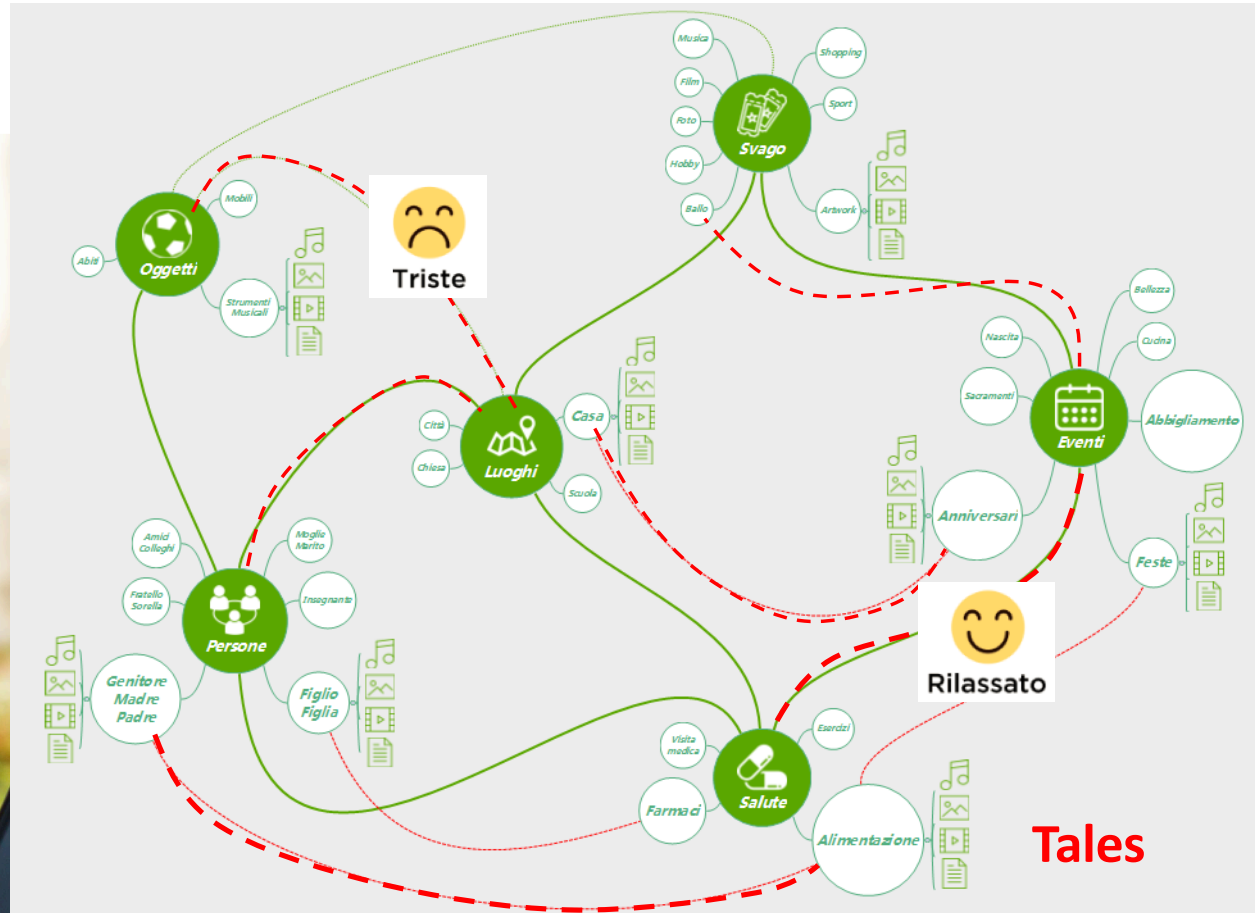 Musica
Shopping
Film
Sport
Foto
Svago
Hobby
Ballo
Artwork
Mobili
Abiti
Oggetti
Strumenti
Musicali
Triste
Bellezza
Nascita
Cucina
Sacramenti
Abbigliamento
Eventi
Casa
Città
Luoghi
Chiesa
Scuola
Anniversari
Feste
Amici
Colleghi
Moglie
Marito
Fratello
Sorella
Insegnante
Persone
Genitore
Madre
Padre
Figlio
Figlia
Rilassato
Visita
medica
Esercizi
Farmaci
Salute
Alimentazione
Tales